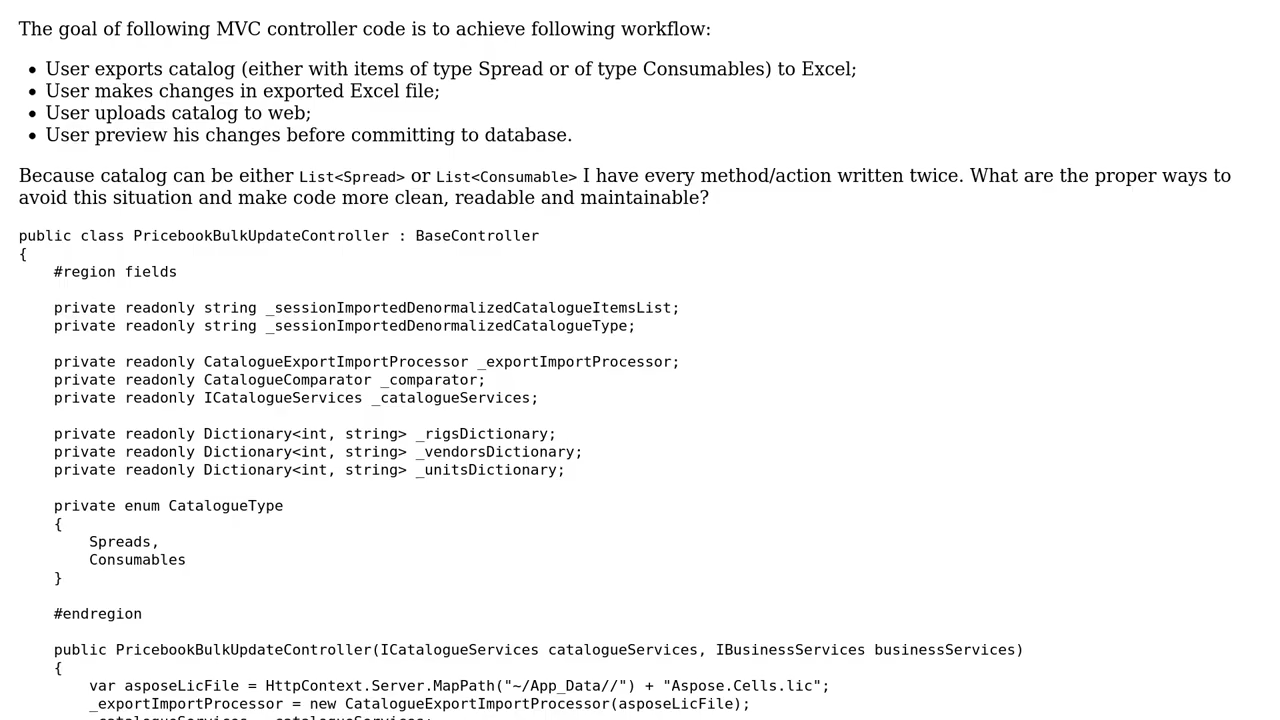 The goal of following MVC controller code is to achieve following workflow:
• User exports catalog (either with items of type Spread or of type Consumables) to Excel;
• User makes changes in exported Excel file;
• User uploads catalog to web;
• User preview his changes before committing to database.
Because catalog can be either List<Spread> or List<Consumable> I have every method/action written twice. What are the proper ways to
avoid this situation and make code more clean, readable and maintainable?
public class PricebookBulkUpdateController : BaseController
{
    #region fields
    private readonly string _sessionImportedDenormalizedCatalogueItemsList;
    private readonly string _sessionImportedDenormalizedCatalogueType;
    private readonly CatalogueExportImportProcessor _exportImportProcessor;
    private readonly CatalogueComparator _comparator;
    private readonly ICatalogueServices _catalogueServices;
    private readonly Dictionary<int, string> _rigsDictionary;
    private readonly Dictionary<int, string> _vendorsDictionary;
    private readonly Dictionary<int, string> _unitsDictionary;
    private enum CatalogueType
    {
        Spreads,
        Consumables
    }
    #endregion
    public PricebookBulkUpdateController(ICatalogueServices catalogueServices, IBusinessServices businessServices)
    {
        var asposeLicFile = HttpContext.Server.MapPath("~/App_Data//") + "Aspose.Cells.lic";
        _exportImportProcessor = new CatalogueExportImportProcessor(asposeLicFile);
        _catalogueServices = catalogueServices;